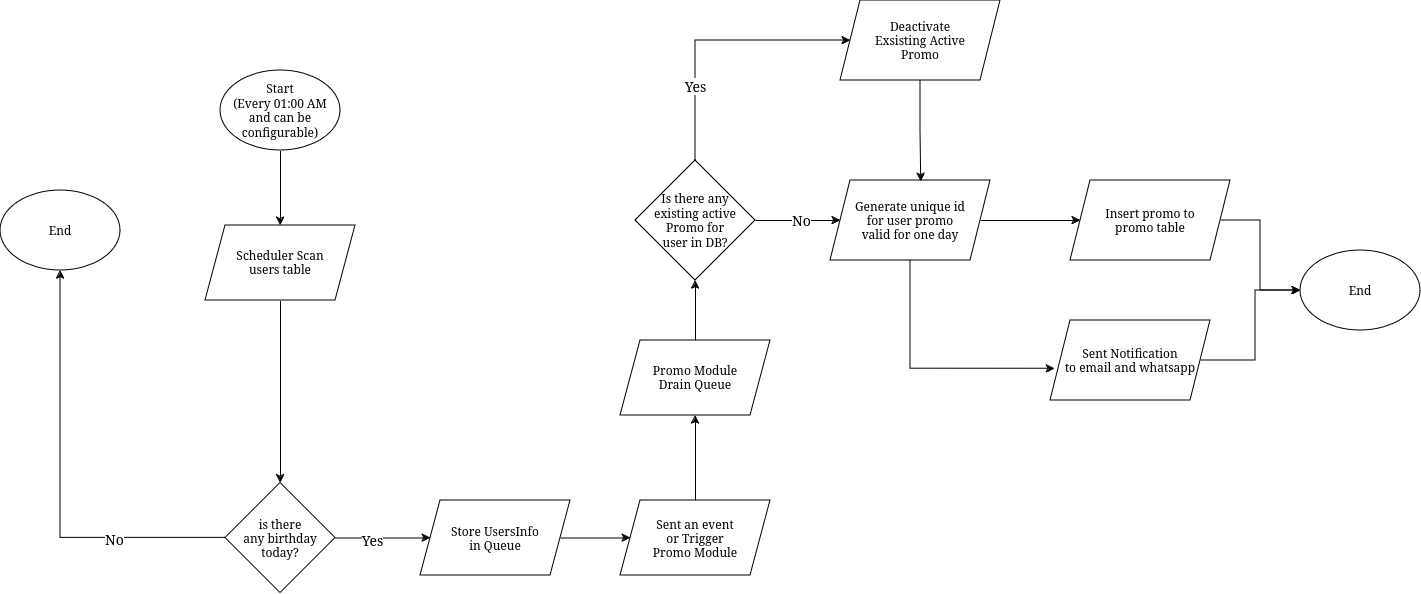 Start
(Every 01:00 AM
and can be
configurable)
End
Scheduler Scan
users table
is there
any birthday
today?
No
Yes
Store UsersInfo
in Queue
Sent an event
or Trigger
Promo Module
Promo Module
Drain Queue
Is there any
existing active
Promo for
user in DB?
Yes
No
Deactivate
Exsisting Active
Promo
Generate unique id
for user promo
valid for one day
Insert promo to
promo table
Sent Notification
to email and whatsapp
End